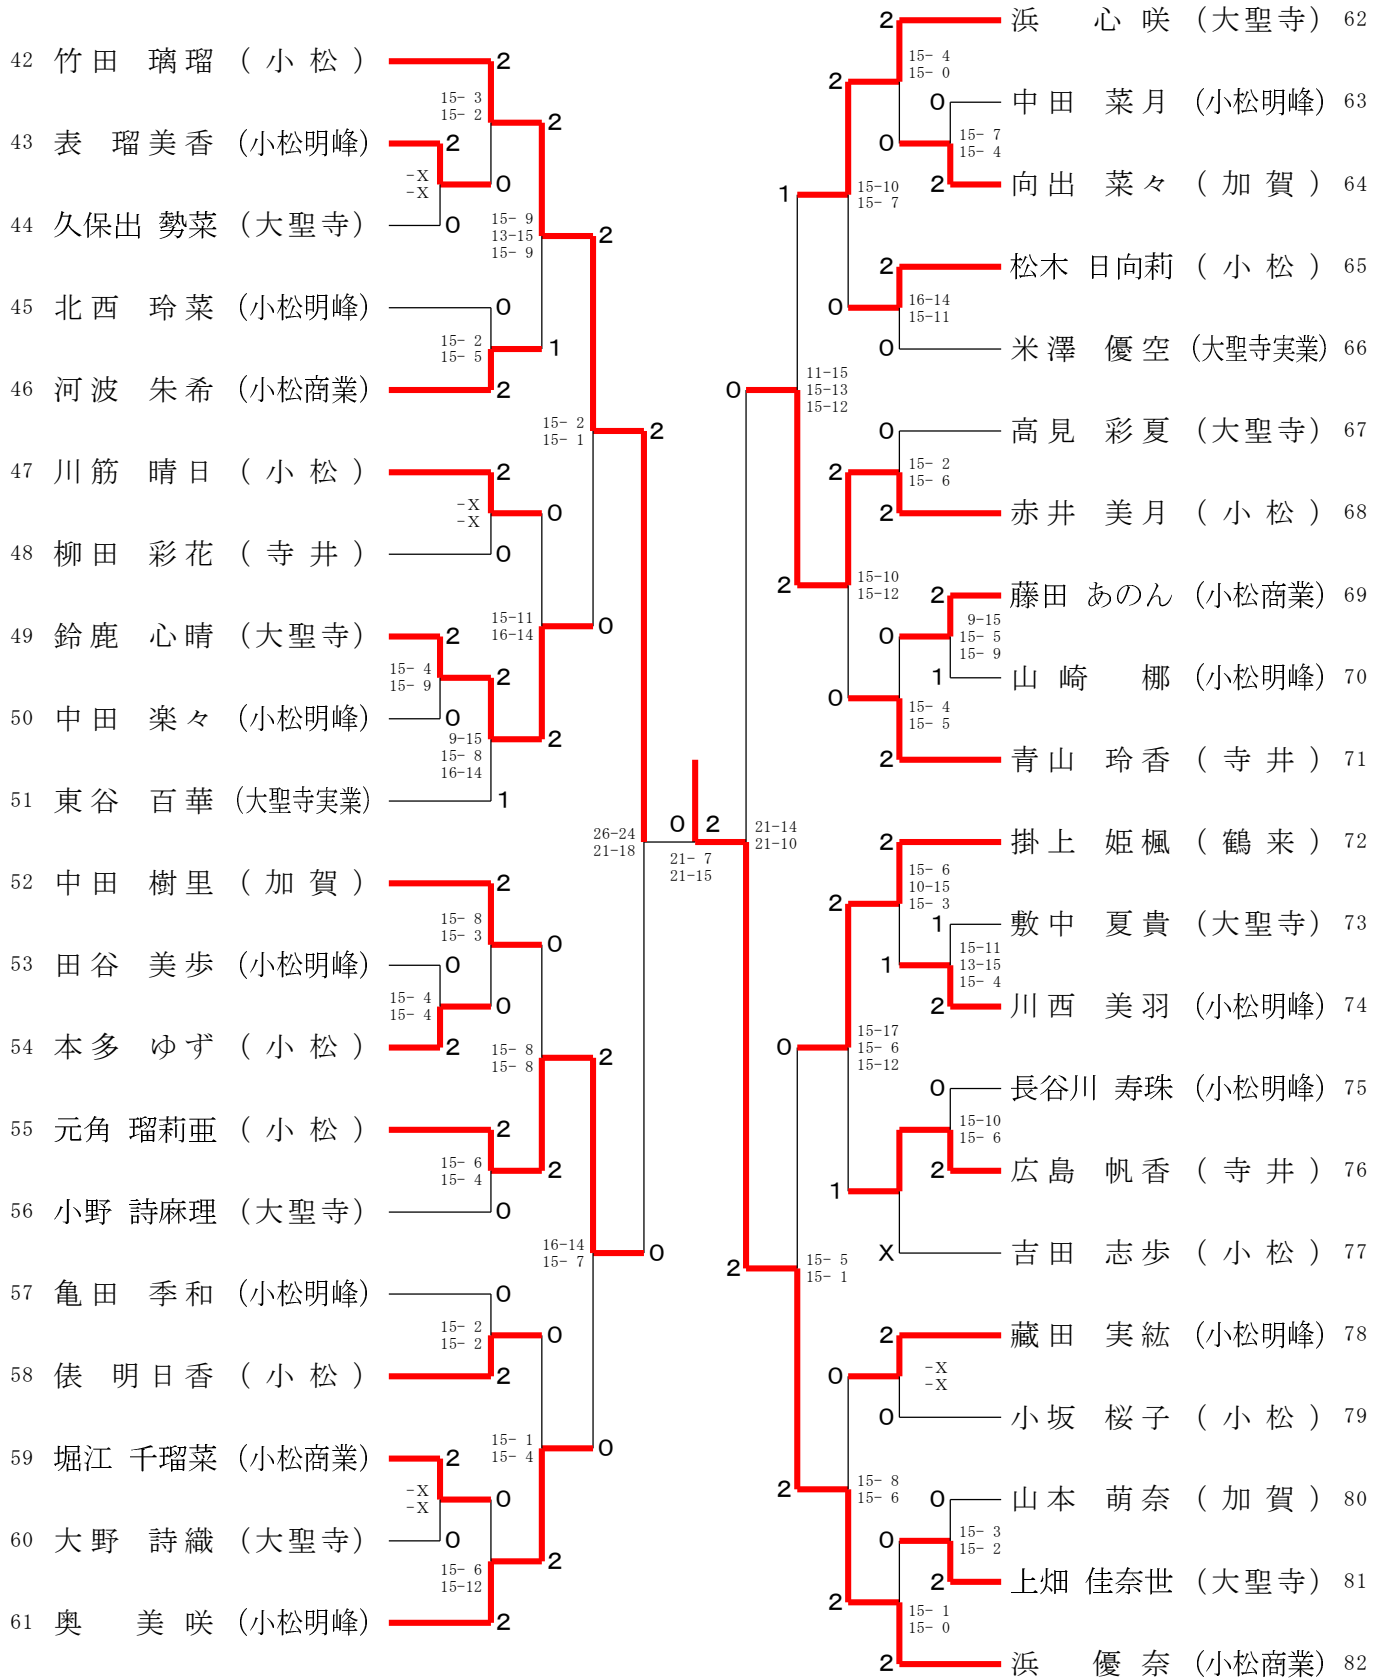 42 竹田 璃瑠 (小松) 2
15- 3
15- 2
2
43 表 瑠美香 (小松明峰) 2
-X
-X
0
44 久保出 勢菜 (大聖寺) 0
15- 9
13-15
15- 9
2
45 北西 玲菜 (小松明峰) 0
15- 2
15- 5
1
46 河波 朱希 (小松商業) 2
15- 2
15- 1
2
47 川筋 晴日 (小松) 2
-X
-X
0
48 柳田 彩花 (寺井) 0
15-11
16-14
0
49 鈴鹿 心晴 (大聖寺) 2
15- 4
15- 9
2
50 中田 楽々 (小松明峰) 0
9-15
15- 8
16-14
2
51 東谷 百華 (大聖寺実業) 1
26-24
21-18
0 2
21- 7
21-15
52 中田 樹里 (加賀) 2
15- 8
15- 3
0
53 田谷 美歩 (小松明峰) 0
15- 4
15- 4
0
54 本多 ゆず (小松) 2
15- 8
15- 8
2
55 元角 瑠莉亜 (小松) 2
15- 6
15- 4
2
56 小野 詩麻理 (大聖寺) 0
16-14
15- 7
0
57 亀田 季和 (小松明峰) 0
15- 2
15- 2
0
58 俵 明日香 (小松) 2
59 堀江 千瑠菜 (小松商業) 2
15- 1
15- 4
0
-X
-X
0
60 大野 詩織 (大聖寺) 0
15- 6
15-12
2
61 奥 美咲 (小松明峰) 2
2 浜 心咲 (大聖寺) 62
15- 4
15- 0
2
0 中田 菜月 (小松明峰) 63
15- 7
15- 4
0
2 向出 菜々 (加賀) 64
1
15-10
15- 7
2 松木 日向莉 (小松) 65
16-14
15-11
0
0 米澤 優空 (大聖寺実業) 66
0
11-15
15-13
15-12
0 高見 彩夏 (大聖寺) 67
15- 2
15- 6
2
2 赤井 美月 (小松) 68
2
15-10
15-12
2 藤田 あのん (小松商業) 69
9-15
15- 5
15- 9
0
1 山崎 梛 (小松明峰) 70
0
15- 4
15- 5
2 青山 玲香 (寺井) 71
21-14
21-10
2 掛上 姫楓 (鶴来) 72
15- 6
10-15
15- 3
2
1 敷中 夏貴 (大聖寺) 73
15-11
13-15
15- 4
1
2 川西 美羽 (小松明峰) 74
0
15-17
15- 6
15-12
0 長谷川 寿珠 (小松明峰) 75
15-10
15- 6
2 広島 帆香 (寺井) 76
1
X 吉田 志歩 (小松) 77
2
15- 5
15- 1
2 藏田 実紘 (小松明峰) 78
-X
-X
0
0 小坂 桜子 (小松) 79
2
15- 8
15- 6
0 山本 萌奈 (加賀) 80
15- 3
15- 2
0
2 上畑 佳奈世 (大聖寺) 81
2
15- 1
15- 0
2 浜 優奈 (小松商業) 82